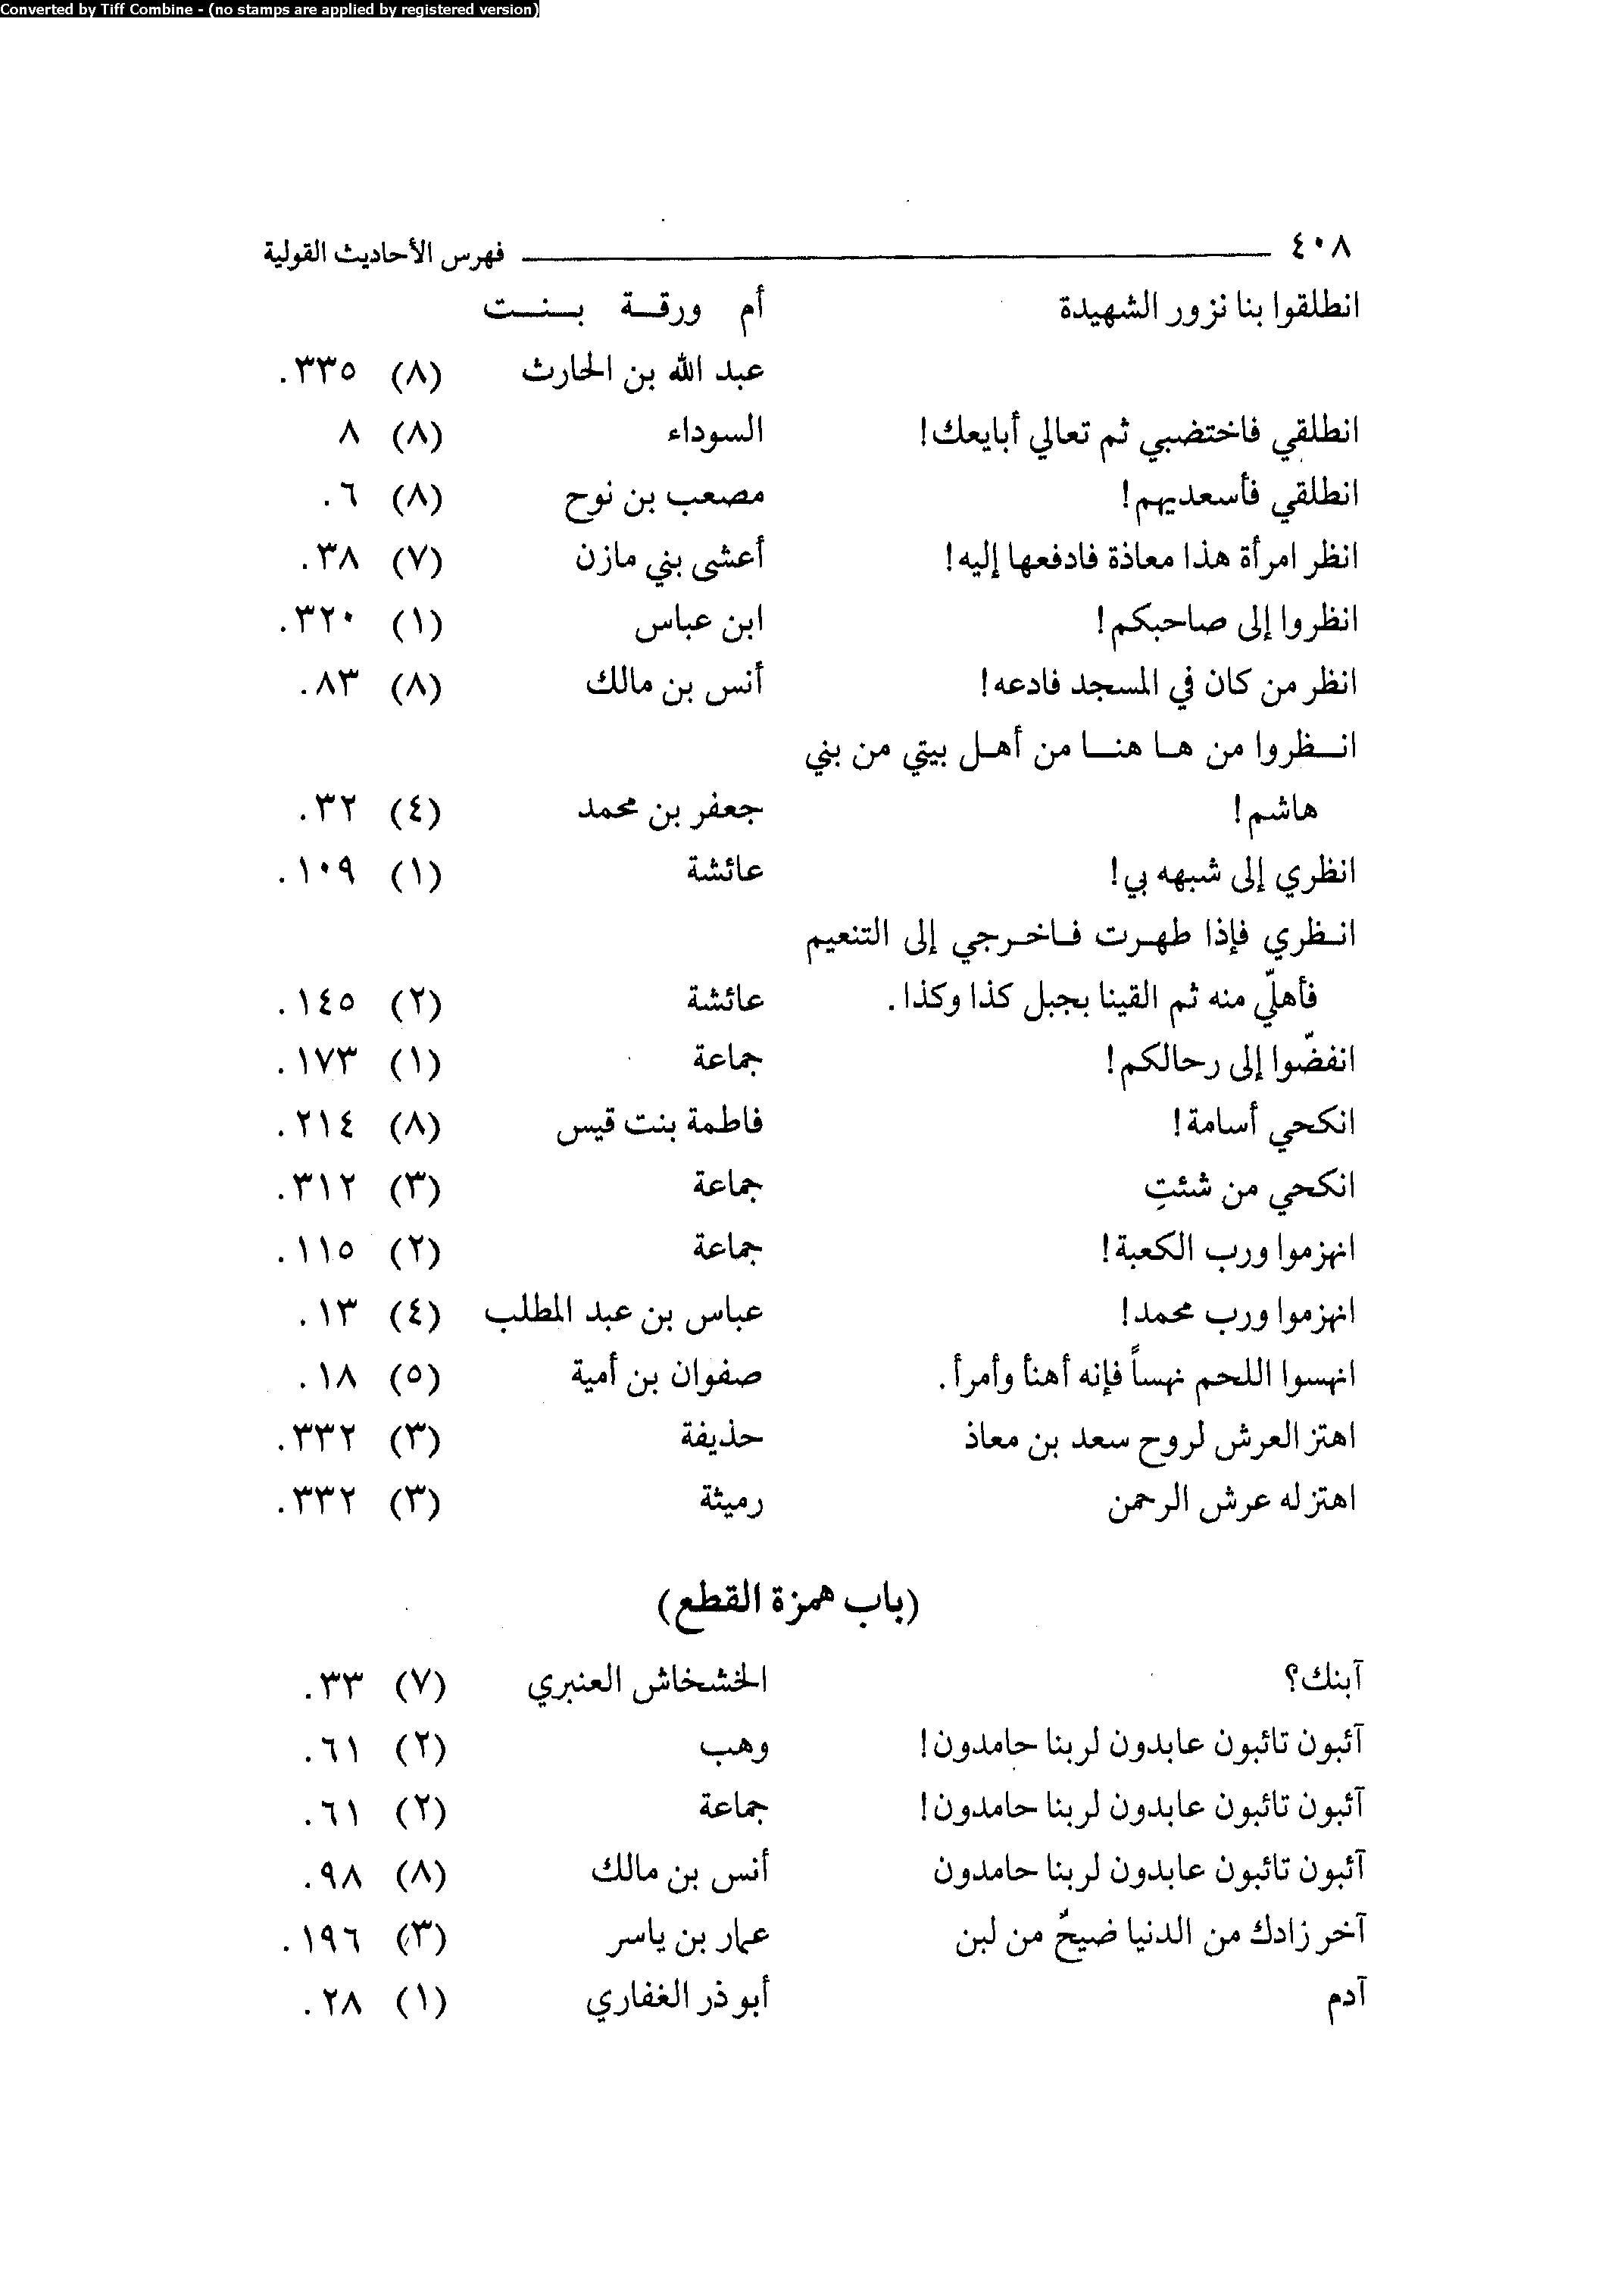 Converted by Tiff Combine - (no stamps are applied by registered version)
٤٠٨ فهرس الأحاديث القولية
انطلقوا بنا نزور الشهيدة أم ورقة بنت
عبد الله بن الحارث (٨) ٣٣٥.
انطلقي فاختضبي ثم تعالي أبايعك! السوداء (٨) ٨
انطلقي فأسعديهم! مصعب بن نوح (٨) ٦.
انظر امرأة هذا معاذة فادفعها إليه! أعشى بني مازن (٧) ٣٨.
انظروا إلى صاحبكم! ابن عباس (١) ٣٢٠.
انظر من كان في المسجد فادعه! أنس بن مالك (٨) ٨٣.
انظروا من ها هنا من أهل بيتي من بني
هاشم! جعفر بن محمد (٤) ٣٢.
انظري إلى شبهه بي! عائشة (١) ١٠٩.
انظري فإذا طهرت فاخرجي إلى التنعيم
فأهلّي منه ثم القينا بجبل كذا وكذا. عائشة (٢) ١٤٥.
انفضّوا إلى رحالكم! جماعة (١) ١٧٣.
انكحي أسامة! فاطمة بنت قيس (٨) ٢١٤.
انكحي من شئتِ جماعة (٣) ٣١٢.
انهزموا ورب الكعبة! جماعة (٢) ١١٥.
انهزموا ورب محمد! عباس بن عبد المطلب (٤) ١٣.
انهسوا اللحم نهساً فإنه أهنأ وأمرأ. صفوان بن أمية (٥) ١٨.
اهتز العرش لروح سعد بن معاذ حذيفة (٣) ٣٣٢.
اهتز له عرش الرحمن رميثة (٣) ٣٣٢.
(باب همزة القطع)
آبنك؟ الخشخاش العنبري (٧) ٣٣.
آئبون تائبون عابدون لربنا حامدون! وهب (٢) ٦١.
آئبون تائبون عابدون لربنا حامدون! جماعة (٢) ٦١.
آئبون تائبون عابدون لربنا حامدون أنس بن مالك (٨) ٩٨.
آخر زادك من الدنيا ضيحٌ من لبن عمار بن ياسر (٣) ١٩٦.
آدم أبو ذر الغفاري (١) ٢٨.